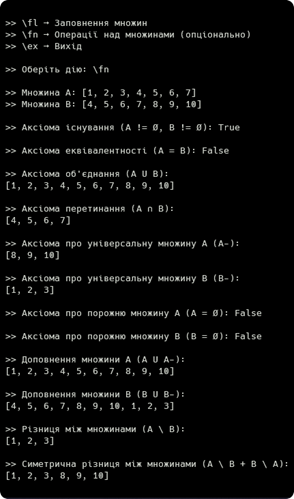 >> \fl → Заповнення множин
>> \fn → Операції над множинами (опціонально)
>> \ex → Вихід
>> Оберіть дію: \fn
>> Множина A: [1, 2, 3, 4, 5, 6, 7]
>> Множина B: [4, 5, 6, 7, 8, 9, 10]
>> Аксіома існування (A != Ø, B != Ø): True
>> Аксіома еквівалентності (A = B): False
>> Аксіома об'єднання (A U B):
[1, 2, 3, 4, 5, 6, 7, 8, 9, 10]
>> Аксіома перетинання (A ∩ B):
[4, 5, 6, 7]
>> Аксіома про універсальну множину A (A-):
[8, 9, 10]
>> Аксіома про універсальну множину B (B-):
[1, 2, 3]
>> Аксіома про порожню множину A (A = Ø): False
>> Аксіома про порожню множину B (B = Ø): False
>> Доповнення множини A (A U A-):
[1, 2, 3, 4, 5, 6, 7, 8, 9, 10]
>> Доповнення множини B (B U B-):
[4, 5, 6, 7, 8, 9, 10, 1, 2, 3]
>> Різниця між множинами (A \ B):
[1, 2, 3]
>> Симетрична різниця між множинами (A \ B + B \ A):
[1, 2, 3, 8, 9, 10]